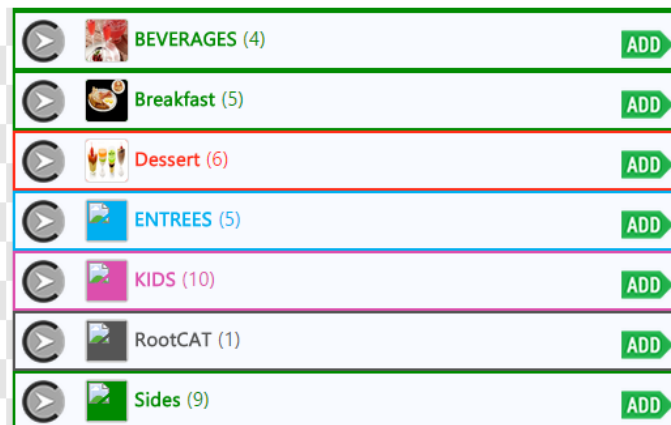 BEVERAGES (4) ADD
Breakfast (5) ADD
Dessert (6) ADD
ENTREES (5) ADD
KIDS (10) ADD
RootCAT (1) ADD
Sides (9) ADD